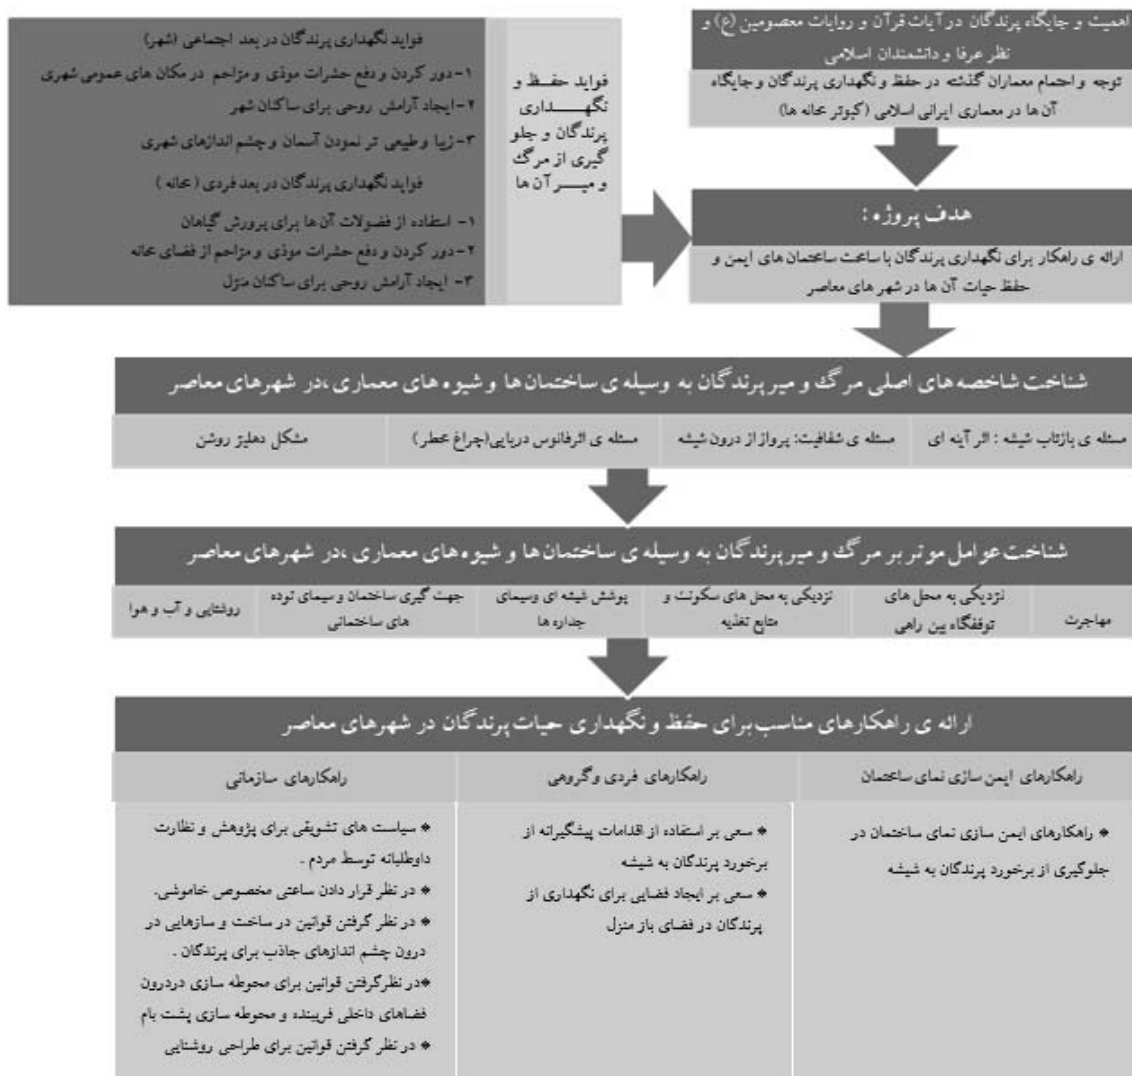 اهمیت و جایگاه پرندگان در آیات قرآن و روایات معصومین (ع) و
نظر عرفا و دانشمندان اسلامی
توجه و احتمام معماران گذشته در حفظ و نگهداری پرندگان و جایگاه
آن ها در معماری ایرانی اسلامی (کبوتر خانه ها)
فواید نگهداری پرندگان در بعد اجتماعی (شهر)
۱- دور کردن و دفع حشرات موذی و مزاحم در مکان های عمومی شهری
۲- ایجاد آرامش روحی برای ساکنان شهر
۳- زیبا و طبیعی تر نمودن آسمان و چشم اندازهای شهری
فواید نگهداری پرندگان در بعد فردی (خانه )
۱- استفاده از فضولات آن ها برای پرورش گیاهان
۲- دور کردن و دفع حشرات موذی و مزاحم از فضای خانه
۳- ایجاد آرامش روحی برای ساکنان منزل
فواید حفظ و
نگهداری
پرندگان و جلو
گیری از مرگ
و میر آن ها
هدف پروژه :
ارائه ی راهکار برای نگهداری پرندگان با ساخت ساختمان های ایمن و
حفظ حیات آن ها در شهر های معاصر
شناخت شاخصه های اصلی مرگ و میر پرندگان به وسیله ی ساختمان ها و شیوه های معماری ،در شهرهای معاصر
مسئله ی بازتاب شیشه : اثر آینه ای
مسئله ی شفافیت: پرواز از درون شیشه
مسئله ی اثرفانوس دریایی(چراغ خطر)
مشکل دهلیز روشن
شناخت عوامل موثر بر مرگ و میر پرندگان به وسیله ی ساختمان ها و شیوه های معماری ،در شهرهای معاصر
مهاجرت
نزدیکی به محل های
توقفگاه بین راهی
نزدیکی به محل های سکونت و
منابع تغذیه
پوشش شیشه ای وسیمای
جداره ها
جهت گیری ساختمان و سیمای توده
های ساختمانی
روشنایی و آب و هوا
ارائه ی راهکارهای مناسب برای حفظ و نگهداری حیات پرندگان در شهرهای معاصر
راهکارهای ایمن سازی نمای ساختمان
* راهکارهای ایمن سازی نمای ساختمان در
جلوگیری از برخورد پرندگان به شیشه
راهکارهای فردی وگروهی
* سعی بر استفاده از اقدامات پیشگیرانه از
برخورد پرندگان به شیشه
* سعی بر ایجاد فضایی برای نگهداری از
پرندگان در فضای باز منزل
راهکارهای سازمانی
* سیاست های تشویقی برای پژوهش و نظارت
داوطلبانه توسط مردم .
* در نظر قرار دادن ساعتی مخصوص خاموشی.
* در نظر گرفتن قوانین در ساخت و سازهایی در
درون چشم اندازهای جاذب برای پرندگان .
*در نظرگرفتن قوانین برای محوطه سازی دردرون
فضاهای داخلی فریبنده و محوطه سازی پشت بام
* در نظر گرفتن قوانین برای طراحی روشنایی